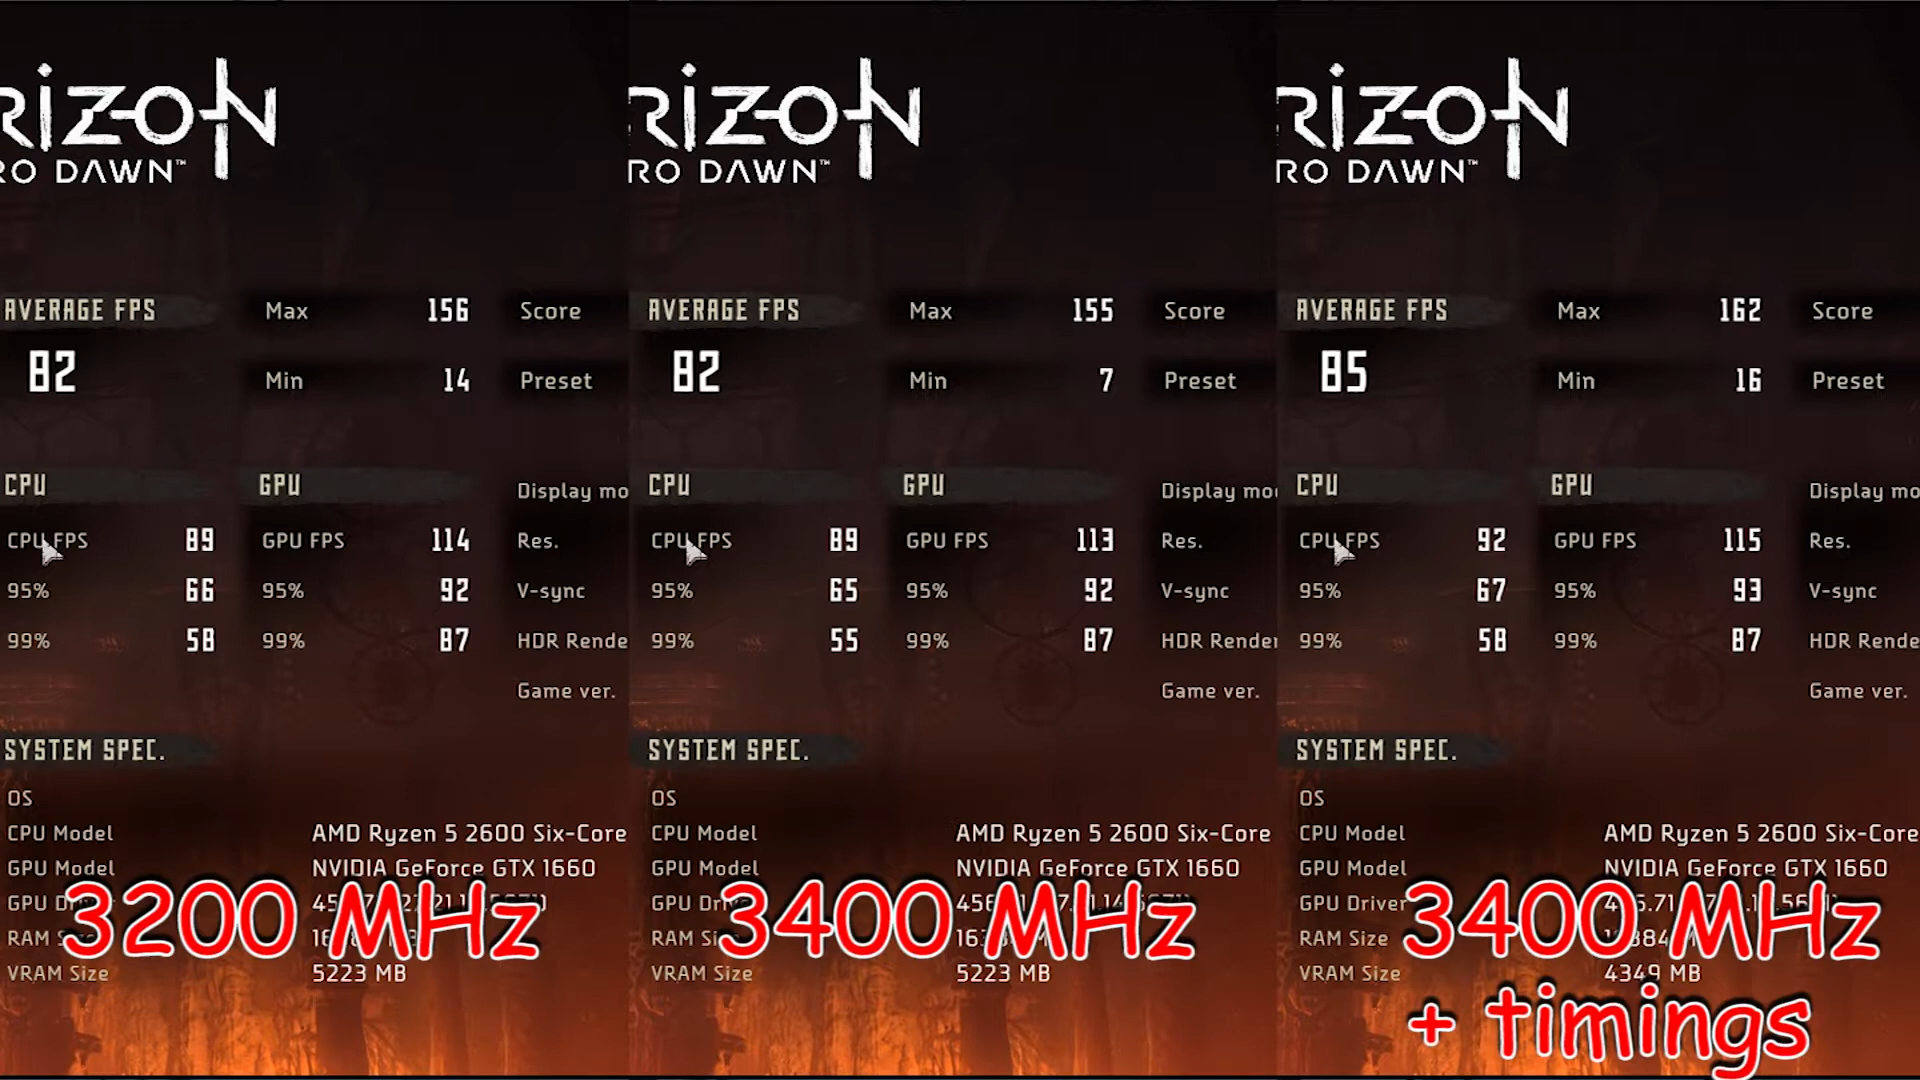 RIZON
RO DAWN™
AVERAGE FPS
82
Max 156
Min 14
Score
Preset
CPU
CPU FPS 89
95% 66
99% 58
GPU
GPU FPS 114
95% 92
99% 87
Display mo
Res.
V-sync
HDR Rende
Game ver.
SYSTEM SPEC.
OS
CPU Model AMD Ryzen 5 2600 Six-Core
GPU Model NVIDIA GeForce GTX 1660
GPU
RAM
VRAM Size 5223 MB
3200 MHz
RIZON
RO DAWN™
AVERAGE FPS
82
Max 155
Min 7
Score
Preset
CPU
CPU FPS 89
95% 65
99% 55
GPU
GPU FPS 113
95% 92
99% 87
Display mo
Res.
V-sync
HDR Render
Game ver.
SYSTEM SPEC.
OS
CPU Model AMD Ryzen 5 2600 Six-Core
GPU Model NVIDIA GeForce GTX 1660
GPU
RAM
VRAM Size 5223 MB
3400 MHz
RIZON
RO DAWN™
AVERAGE FPS
85
Max 162
Min 16
Score
Preset
CPU
CPU FPS 92
95% 67
99% 58
GPU
GPU FPS 115
95% 93
99% 87
Display mo
Res.
V-sync
HDR Rende
Game ver.
SYSTEM SPEC.
OS
CPU Model AMD Ryzen 5 2600 Six-Core
GPU Model NVIDIA GeForce GTX 1660
GPU Driver
RAM Size
VRAM Size 4349 MB
3400 MHz
+ timings